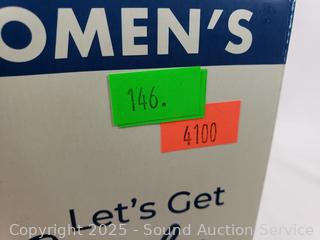 OMEN'S
146.
4100
Let's Get
Copyright 2025 - Sound Auction Service